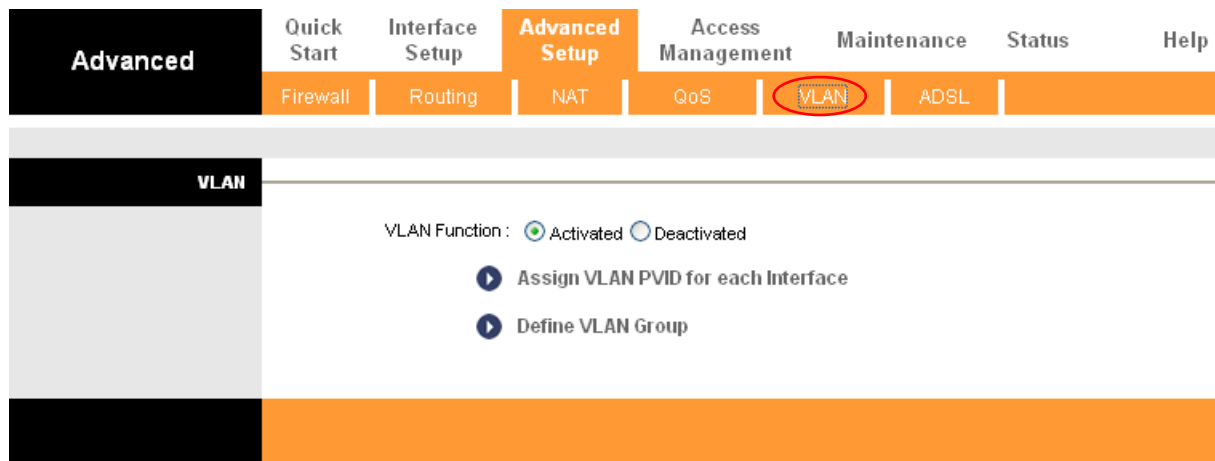 Advanced
Quick Start
Interface Setup
Advanced Setup
Access Management
Maintenance
Status
Help
Firewall
Routing
NAT
QoS
VLAN
ADSL
VLAN
VLAN Function : Activated Deactivated
Assign VLAN PVID for each Interface
Define VLAN Group